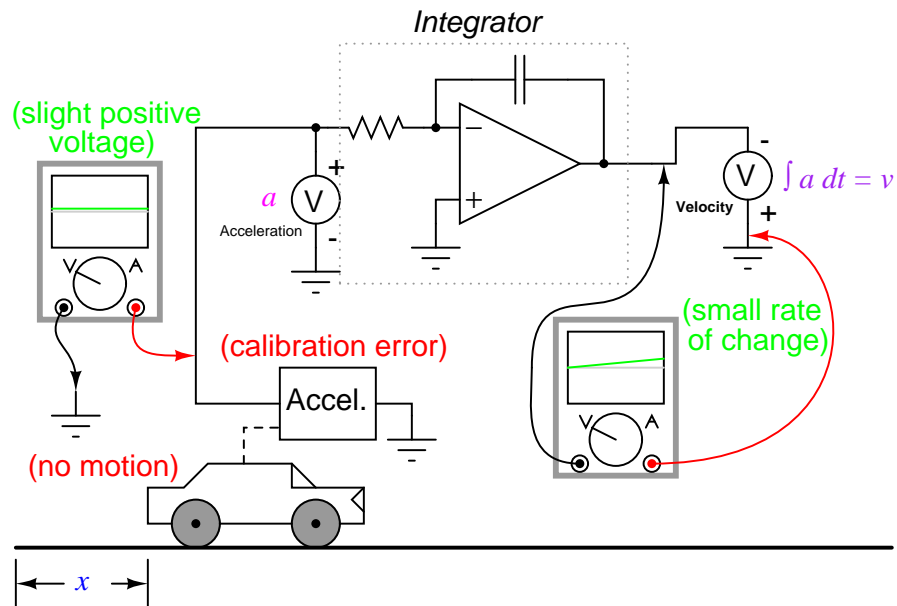 Integrator
(slight positive
voltage)
V A
a
Acceleration
+
V
-
-
+
-
V
+
Velocity
∫ a dt = v
(small rate
of change)
V A
(calibration error)
Accel.
(no motion)
x